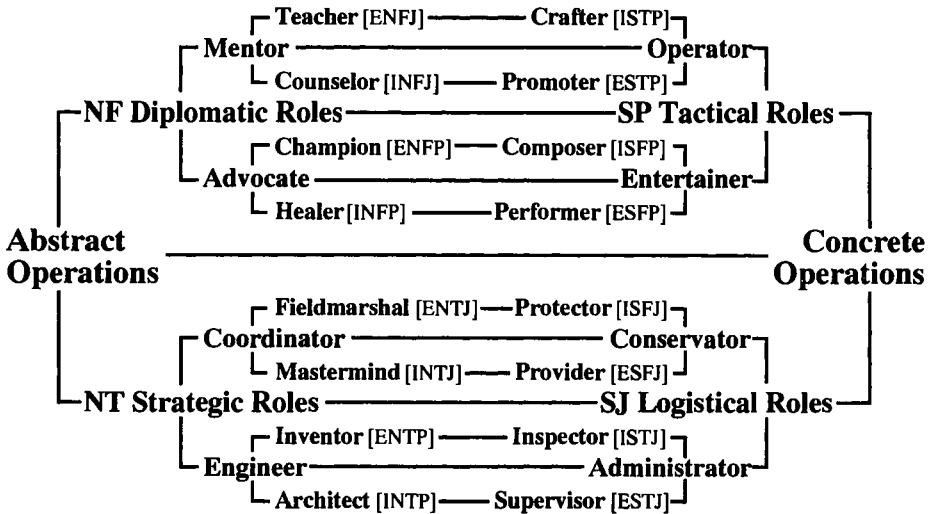 Teacher [ENFJ] Crafter [ISTP]
Mentor Operator
Counselor [INFJ] Promoter [ESTP]
NF Diplomatic Roles SP Tactical Roles
Champion [ENFP] Composer [ISFP]
Advocate Entertainer
Healer [INFP] Performer [ESFP]
Abstract Concrete
Operations Operations
Fieldmarshal [ENTJ] Protector [ISFJ]
Coordinator Conservator
Mastermind [INTJ] Provider [ESFJ]
NT Strategic Roles SJ Logistical Roles
Inventor [ENTP] Inspector [ISTJ]
Engineer Administrator
Architect [INTP] Supervisor [ESTJ]